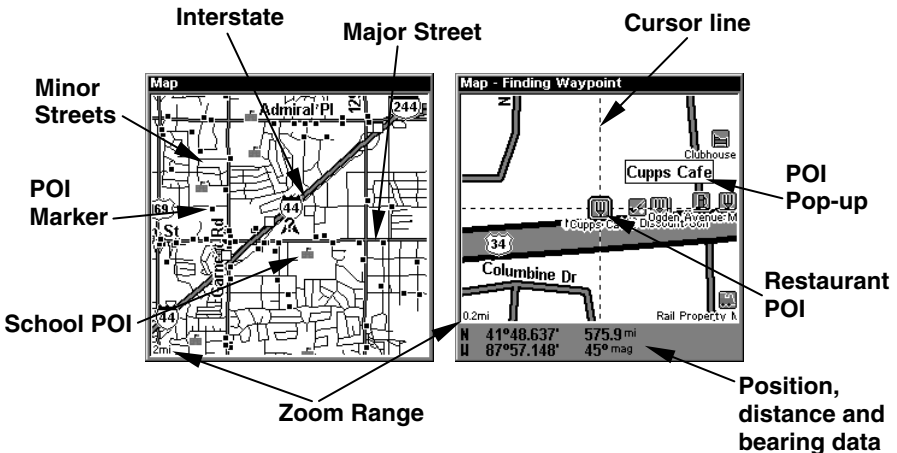 Interstate
Major Street
Cursor line
Minor
Streets
POI
Marker
School POI
Zoom Range
Map
Admiral Pl
129
244
69
St
44
Garnett Rd
44
2mi
Map - Finding Waypoint
N
Clubhouse
Cupps Cafe
Cupps Ca
Discount
Ogden Avenue M
34
Columbine Dr
0.2mi
Rail Property M
N 41°48.637' 575.9 mi
W 87°57.148' 45° mag
POI
Pop-up
Restaurant
POI
Position,
distance and
bearing data